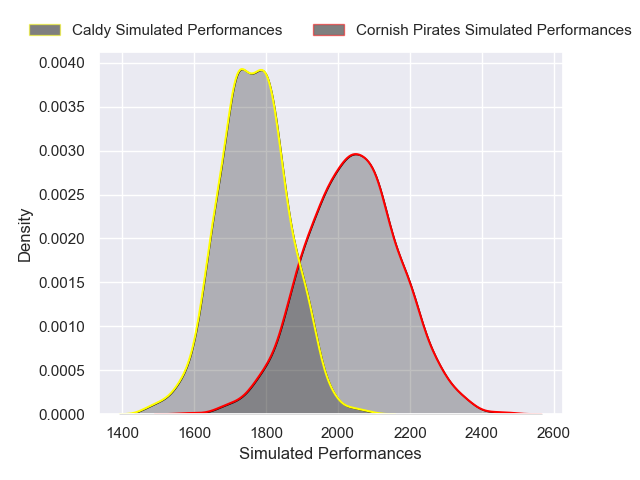 Caldy Simulated Performances
Cornish Pirates Simulated Performances
0.0040
0.0035
0.0030
0.0025
0.0020
0.0015
0.0010
0.0005
0.0000
Density
1400 1600 1800 2000 2200 2400 2600
Simulated Performances